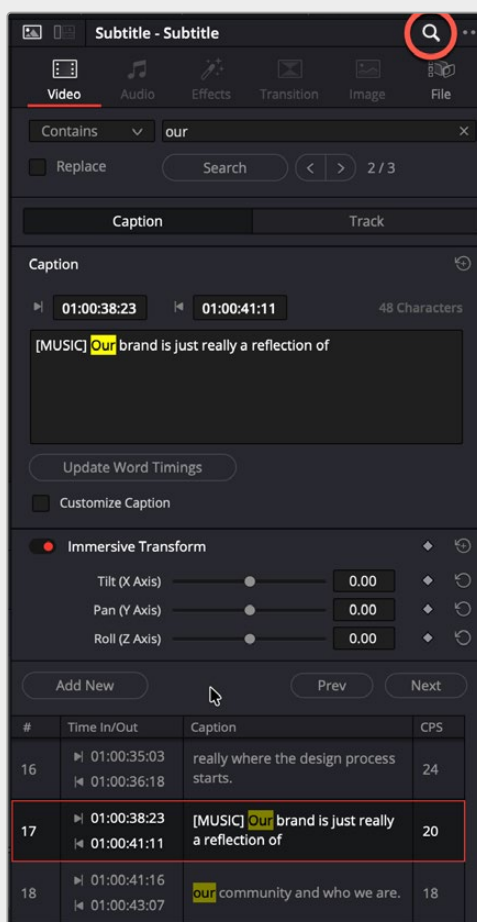 Subtitle - Subtitle
Video Audio Effects Transition Image File
Contains our
Replace Search 2/3
Caption Track
Caption
01:00:38:23 01:00:41:11 48 Characters
[MUSIC] Our brand is just really a reflection of
Update Word Timings
Customize Caption
Immersive Transform
Tilt (X Axis) 0.00
Pan (Y Axis) 0.00
Roll (Z Axis) 0.00
Add New Prev Next
# Time In/Out Caption CPS
16 01:00:35:03 really where the design process
01:00:36:18 starts. 24
17 01:00:38:23 [MUSIC] Our brand is just really
01:00:41:11 a reflection of 20
18 01:00:41:16 our community and who we are. 18
01:00:43:07